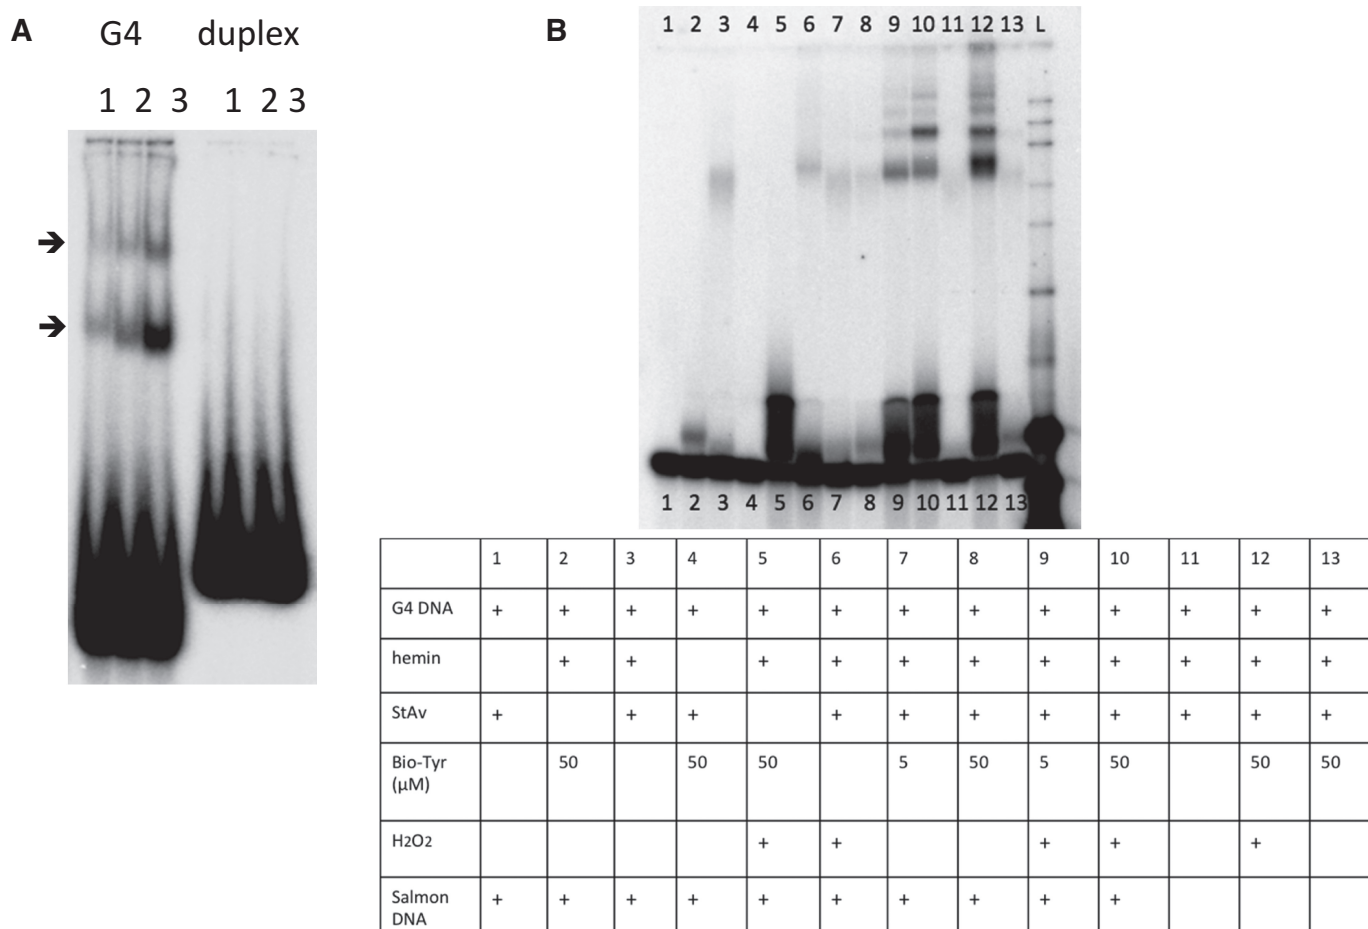 A G4 duplex
1 2 3 1 2 3
B 1 2 3 4 5 6 7 8 9 10 11 12 13 L
1 2 3 4 5 6 7 8 9 10 11 12 13
1 2 3 4 5 6 7 8 9 10 11 12 13
G4 DNA + + + + + + + + + + + + +
hemin + + + + + + + + + + +
StAv + + + + + + + + + + +
Bio-Tyr 50 50 50 5 50 5 50 50 50
(μM)
H2O2 + + + + +
Salmon + + + + + + + + + +
DNA